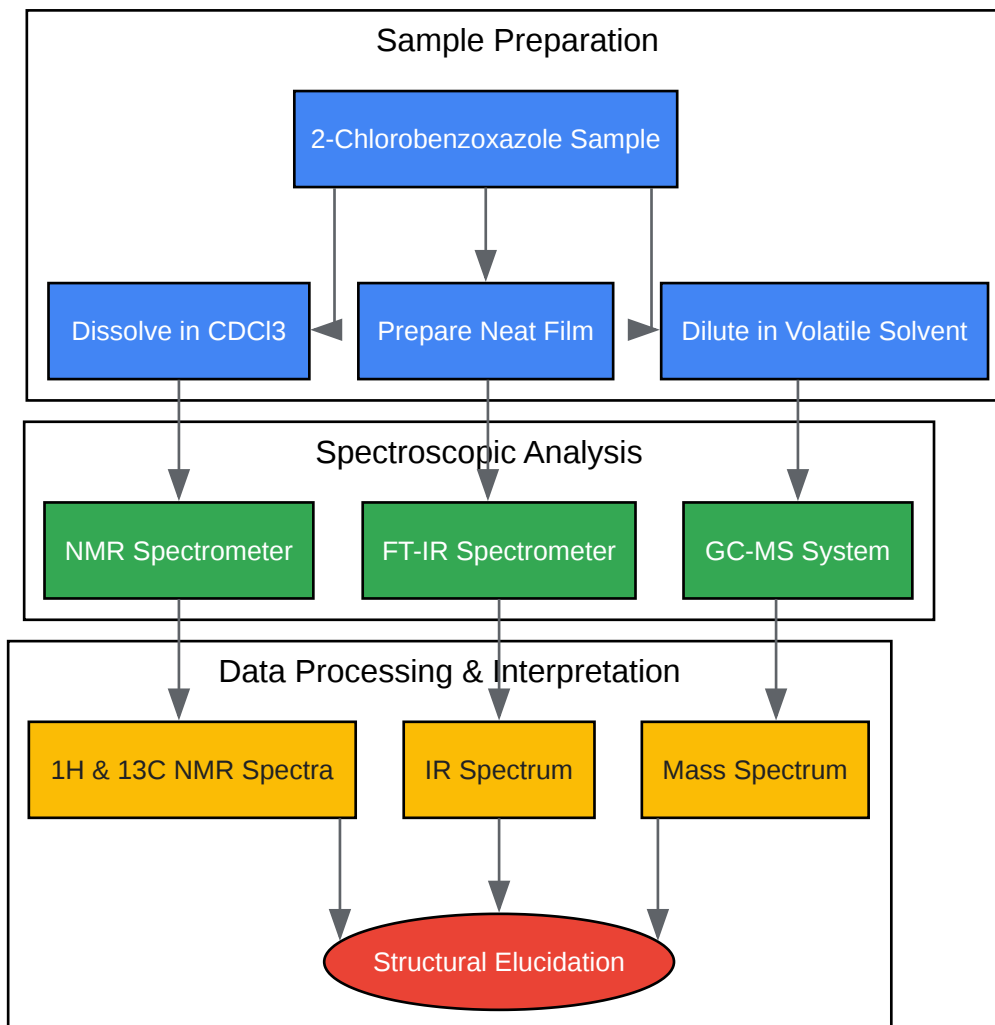 Sample Preparation
2-Chlorobenzoxazole Sample
Dissolve in CDCl3
Prepare Neat Film
Dilute in Volatile Solvent
Spectroscopic Analysis
NMR Spectrometer
FT-IR Spectrometer
GC-MS System
Data Processing & Interpretation
1H & 13C NMR Spectra
IR Spectrum
Mass Spectrum
Structural Elucidation